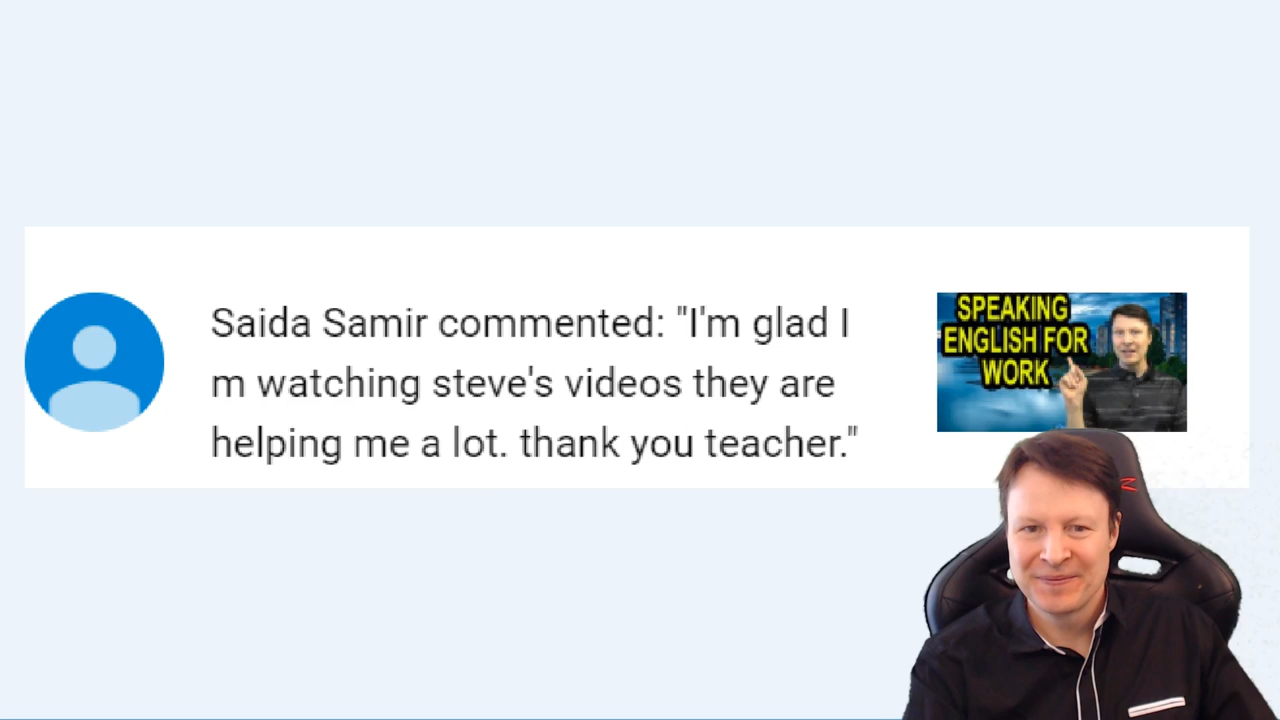 Saida Samir commented: "I'm glad I
m watching steve's videos they are
helping me a lot. thank you teacher."
SPEAKING
ENGLISH FOR
WORK